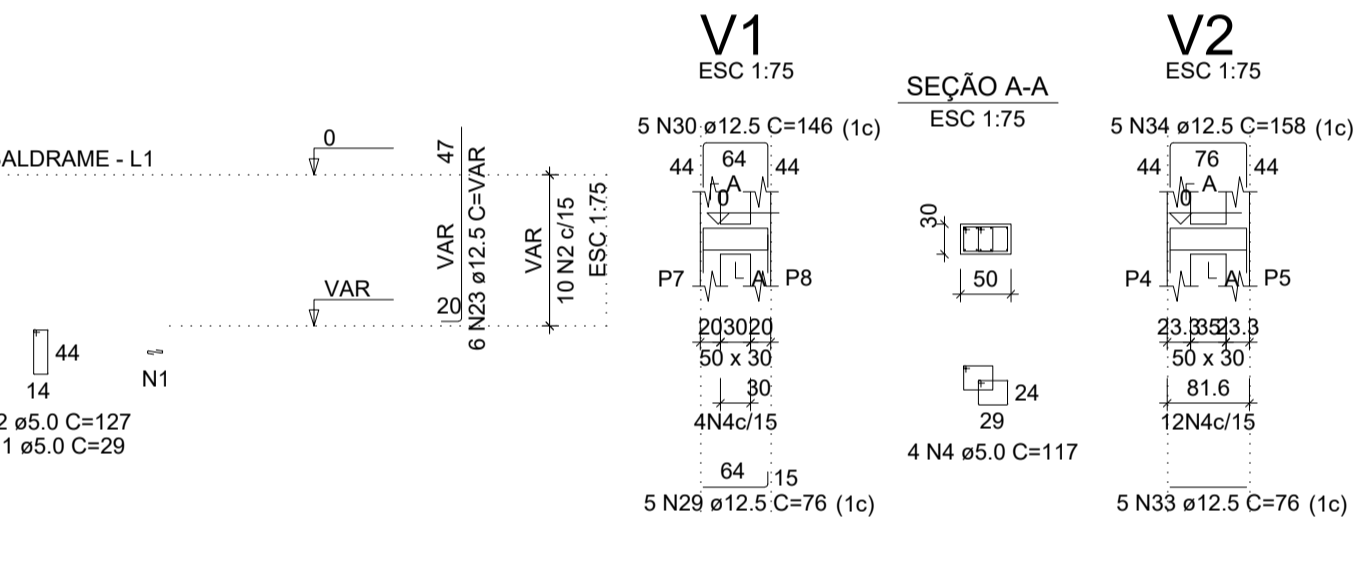 ALDRAME - L1
0
VAR
44
14
N1
2 ø5.0 C=127
1 ø5.0 C=29
47
VAR
20
6 N23 ø12.5 C=VAR
VAR
10 N2 c/15
ESC 1:75
V1
ESC 1:75
5 N30 ø12.5 C=146 (1c)
44
64
44
A
0
P7
A
P8
20
30
20
50 x 30
30
4N4c/15
64
15
5 N29 ø12.5 C=76 (1c)
SEÇÃO A-A
ESC 1:75
30
50
24
29
4 N4 ø5.0 C=117
V2
ESC 1:75
5 N34 ø12.5 C=158 (1c)
44
76
44
A
0
P4
A
P5
23.3
35
23.3
50 x 30
81.6
12N4c/15
5 N33 ø12.5 C=76 (1c)